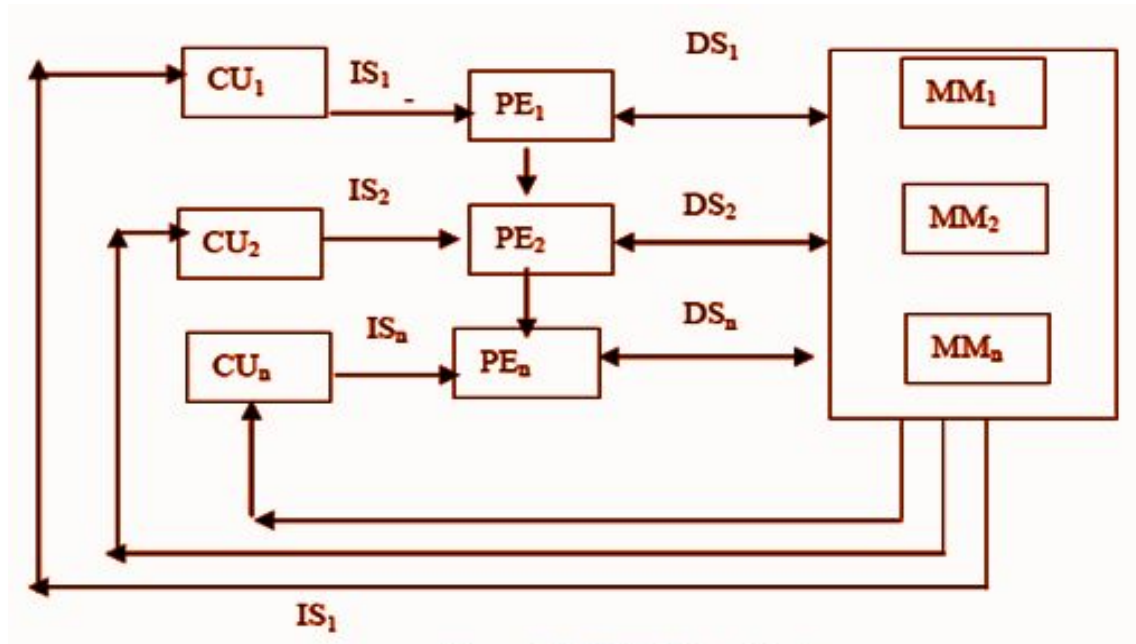 DS₁
CU₁
IS₁
PE₁
MM₁
IS₂
DS₂
CU₂
PE₂
MM₂
ISₙ
DSₙ
CUₙ
PEₙ
MMₙ
IS₁